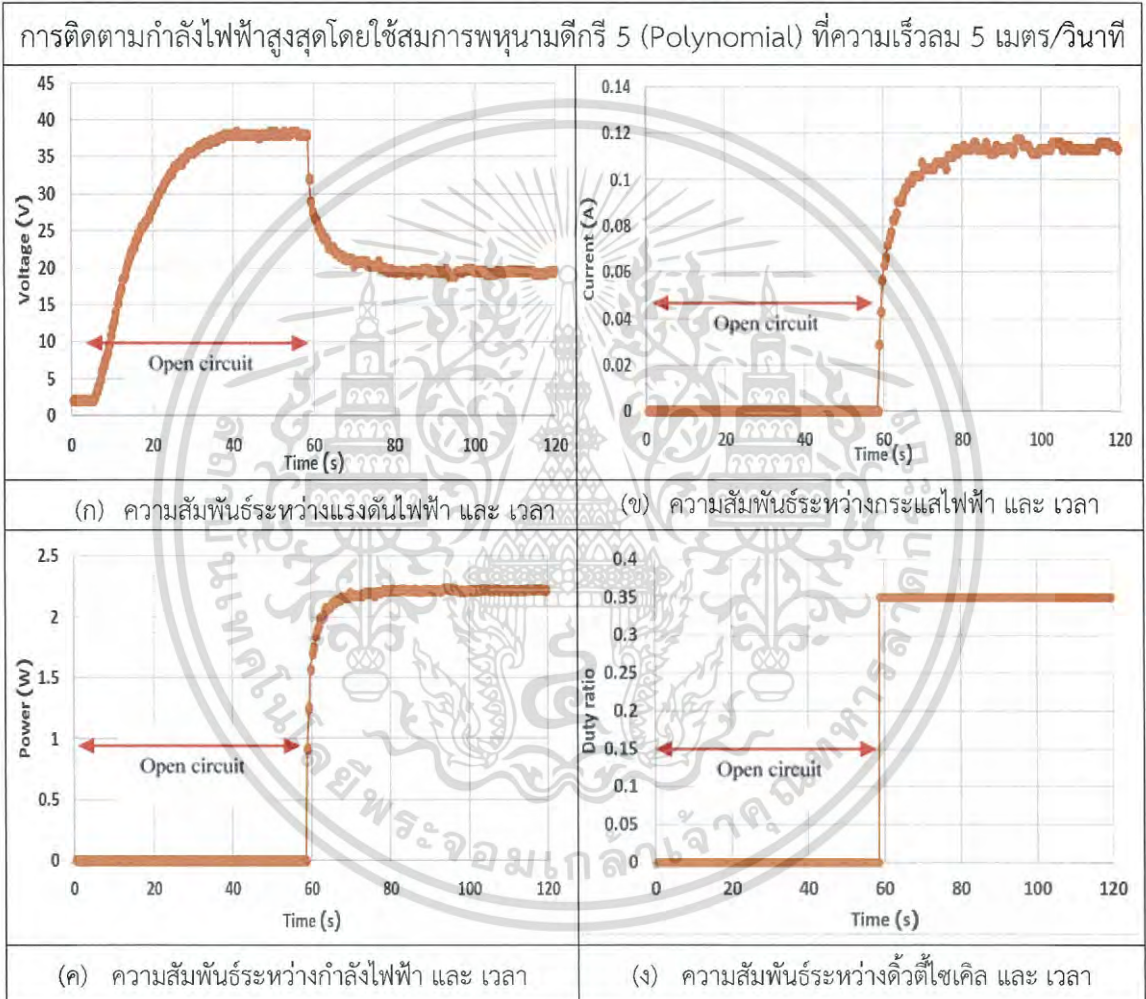 การติดตามกำลังไฟฟ้าสูงสุดโดยใช้สมการพหุนามดีกรี 5 (Polynomial) ที่ความเร็วลม 5 เมตร/วินาที
45
40
35
30
25
20
15
10
5
0
Voltage (V)
Open circuit
0 20 40 60 80 100 120
Time (s)
0.14
0.12
0.1
0.08
0.06
0.04
0.02
0
Current (A)
Open circuit
0 20 40 60 80 100 120
Time (s)
(ก) ความสัมพันธ์ระหว่างแรงดันไฟฟ้า และ เวลา
(ข) ความสัมพันธ์ระหว่างกระแสไฟฟ้า และ เวลา
2.5
2
1.5
1
0.5
0
Power (W)
Open circuit
0 20 40 60 80 100 120
Time (s)
0.4
0.35
0.3
0.25
0.2
0.15
0.1
0.05
0
Duty ratio
Open circuit
0 20 40 60 80 100 120
Time (s)
(ค) ความสัมพันธ์ระหว่างกำลังไฟฟ้า และ เวลา
(ง) ความสัมพันธ์ระหว่างดิ้วตี้ไซเคิล และ เวลา